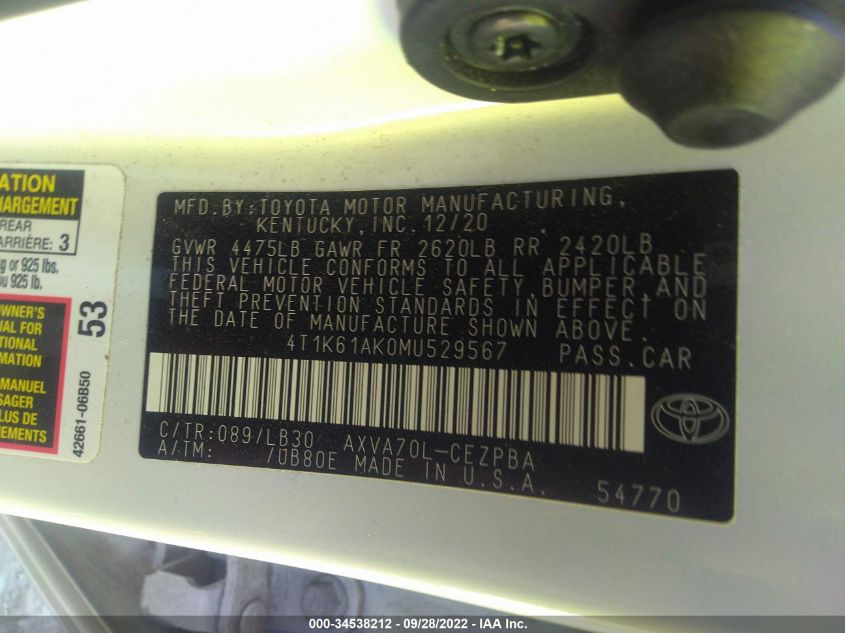 ATION
HARGEMENT
REAR
ARRIÈRE: 3
g or 925 lbs.
ou 925 lb.
OWNER'S
UAL FOR
TIONAL
RMATION
MANUEL
SAGER
LUS DE
EMENTS
53
42661-06B50
MFD.BY:TOYOTA MOTOR MANUFACTURING,
KENTUCKY, INC. 12/20
GVWR 4475LB GAWR FR 2620LB RR 2420LB
THIS VEHICLE CONFORMS TO ALL APPLICABLE
FEDERAL MOTOR VEHICLE SAFETY, BUMPER, AND
THEFT PREVENTION STANDARDS IN EFFECT ON
THE DATE OF MANUFACTURE SHOWN ABOVE.
4T1K61AK0MU529567 PASS.CAR
C/TR:089/LB30 AXVA70L-CEZPBA
A/TM: /UB80E MADE IN U.S.A.
54770
000-34538212 - 09/28/2022 - IAA Inc.